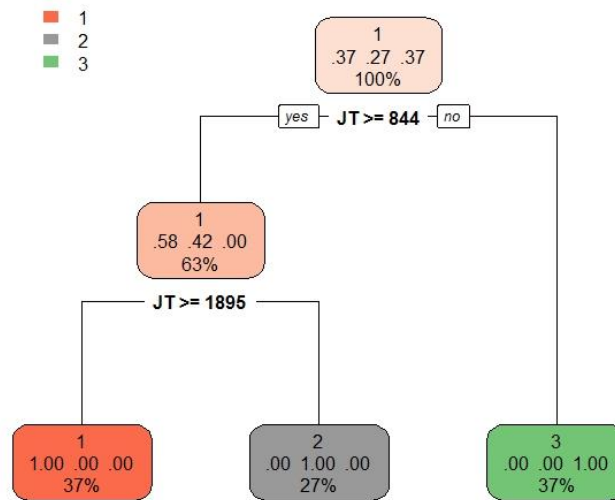 1
2
3
1
.37 .27 .37
100%
yes JT >= 844 no
1
.58 .42 .00
63%
JT >= 1895
1
1.00 .00 .00
37%
2
.00 1.00 .00
27%
3
.00 .00 1.00
37%